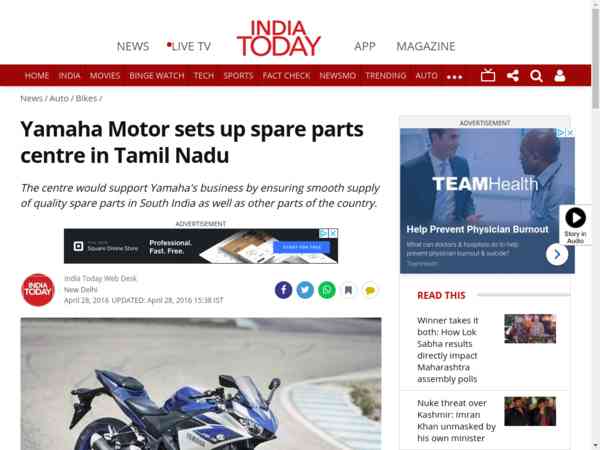 NEWS
LIVE TV
INDIA
TODAY
APP
MAGAZINE
HOME INDIA MOVIES BINGE WATCH TECH SPORTS FACT CHECK NEWSMO TRENDING AUTO
News / Auto / Bikes /
Yamaha Motor sets up spare parts
centre in Tamil Nadu
The centre would support Yamaha's business by ensuring smooth supply
of quality spare parts in South India as well as other parts of the country.
ADVERTISEMENT
Square Online Store
Professional.
Fast. Free.
START FOR FREE
INDIA
TODAY
India Today Web Desk
New Delhi
April 28, 2016 UPDATED: April 28, 2016 15:38 IST
YAMAHA
ADVERTISEMENT
TEAMHealth
Help Prevent Physician Burnout
What can doctors & hospitals do to help
prevent physician burnout & suicide?
TeamHealth
Story in
Audio
READ THIS
Winner takes it
both: How Lok
Sabha results
directly impact
Maharashtra
assembly polls
Nuke threat over
Kashmir: Imran
Khan unmasked by
his own minister